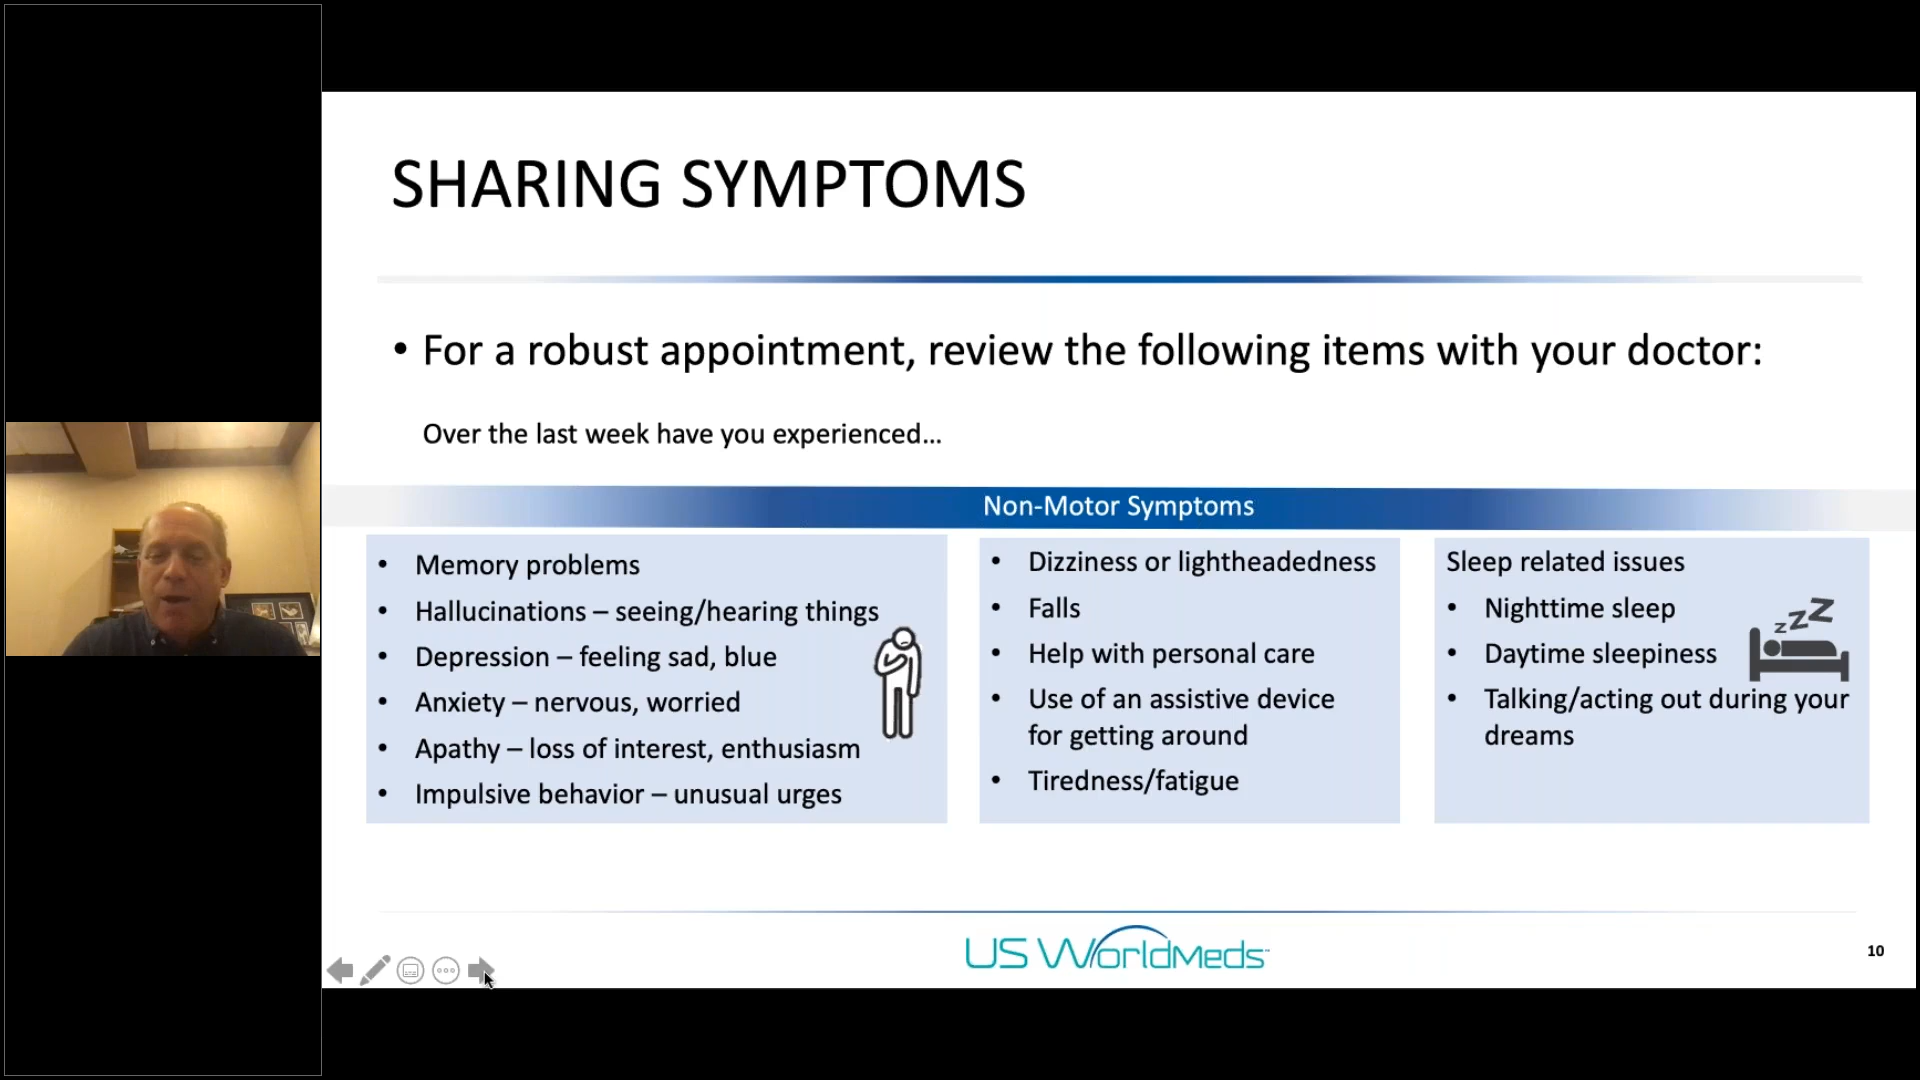 SHARING SYMPTOMS
• For a robust appointment, review the following items with your doctor:
Over the last week have you experienced...
Non-Motor Symptoms
• Memory problems
• Hallucinations – seeing/hearing things
• Depression – feeling sad, blue
• Anxiety – nervous, worried
• Apathy – loss of interest, enthusiasm
• Impulsive behavior – unusual urges
• Dizziness or lightheadedness
• Falls
• Help with personal care
• Use of an assistive device
for getting around
• Tiredness/fatigue
Sleep related issues
• Nighttime sleep
• Daytime sleepiness
• Talking/acting out during your
dreams
z z Z
US WorldMeds™
10